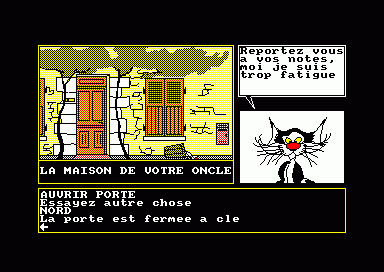 Reportez vous
a vos notes,
moi je suis
trop fatigue
LA MAISON DE VOTRE ONCLE
AUVRIR PORTE
Essayez autre chose
NORD
La porte est fermee a cle